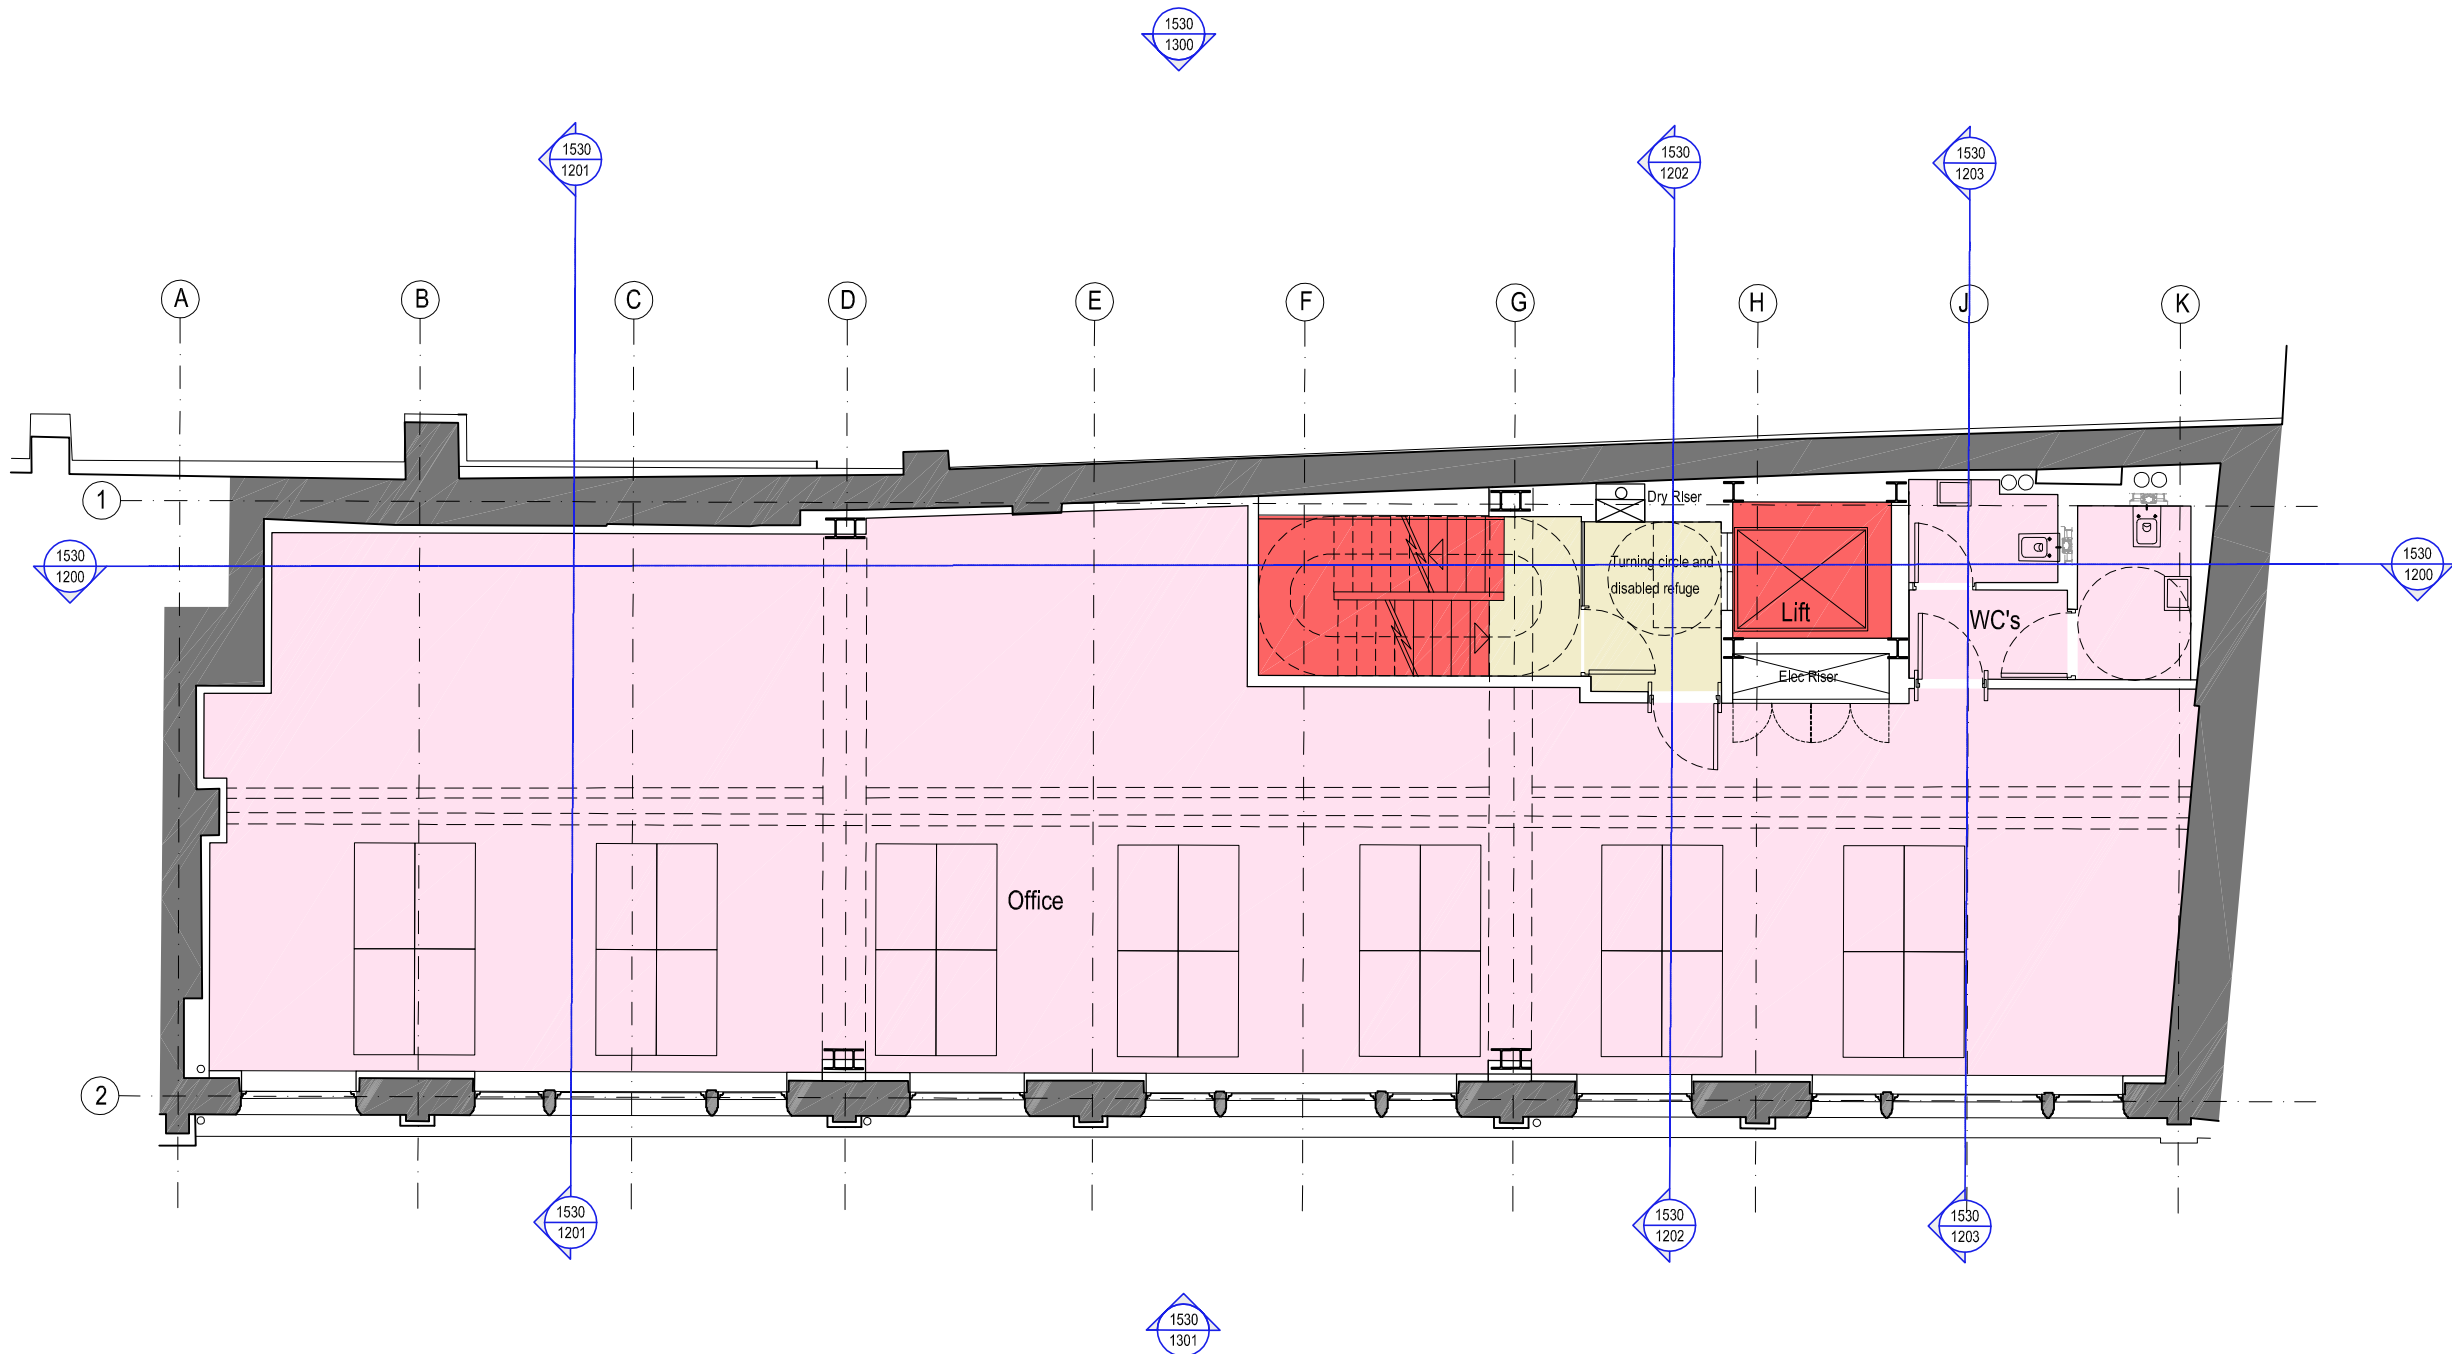 1530
1300
1530
1201
1530
1202
1530
1203
A
B
C
D
E
F
G
H
J
K
1
Dry RIser
1530
1200
Turning circle and
disabled refuge
1530
1200
Lift
WC's
Elec Riser
Office
2
1530
1201
1530
1202
1530
1203
1530
1301